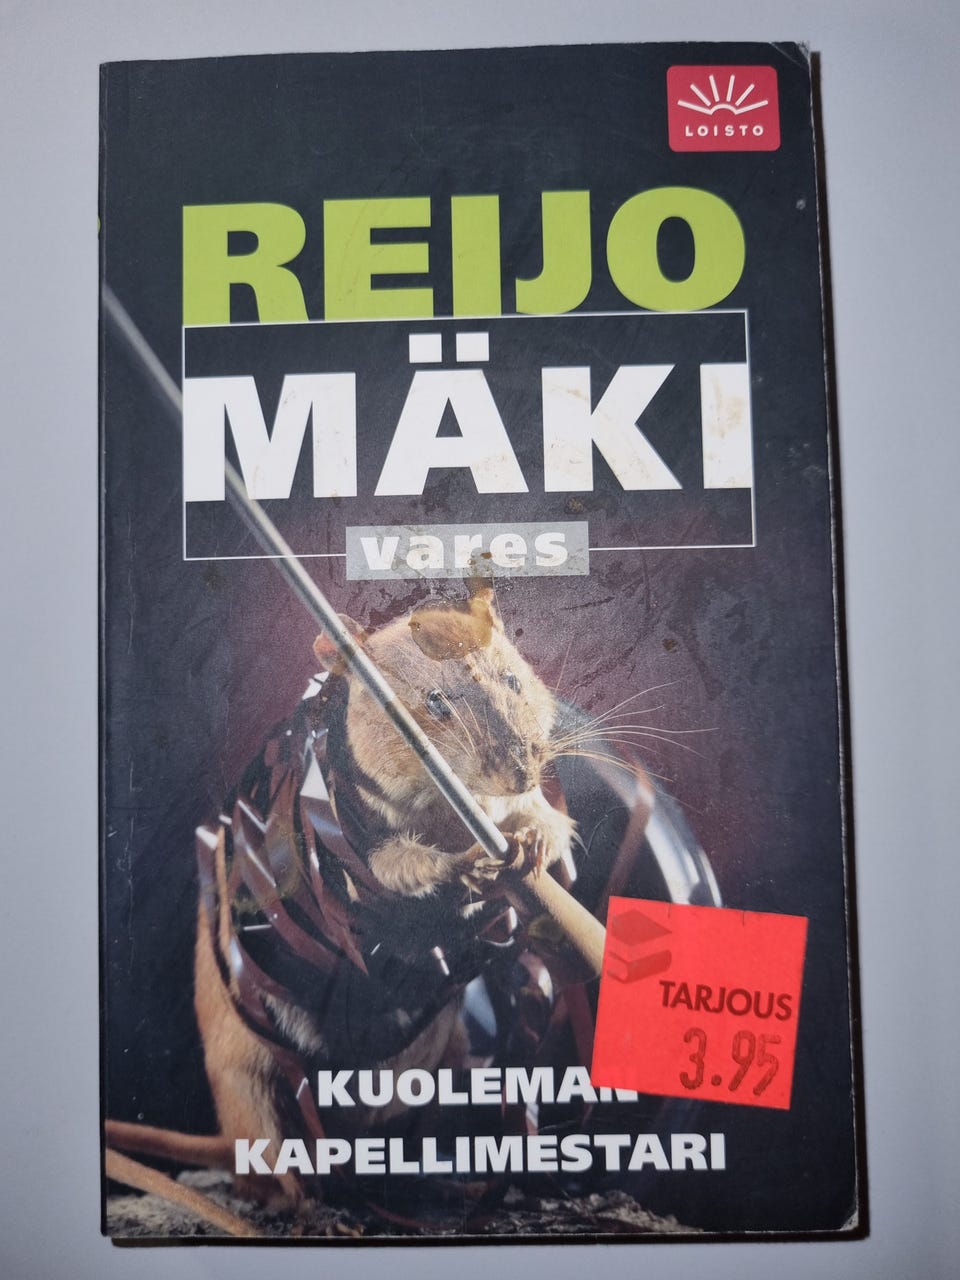 LOISTO
REIJO
MÄKI
vares
TARJOUS
3.95
KUOLEMAN
KAPELLIMESTARI